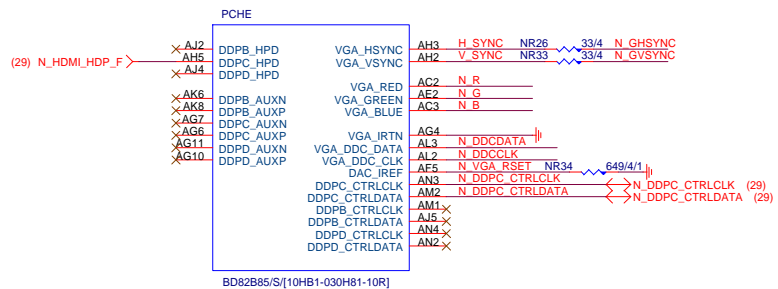 PCHE
AJ2 DDPB_HPD VGA_HSYNC AH3 H_SYNC NR26 33/4 N_GHSYNC
(29) N_HDMI_HDP_F AH5 DDPC_HPD VGA_VSYNC AH2 V_SYNC NR33 33/4 N_GVSYNC
AJ4 DDPD_HPD
VGA_RED AC2 N_R
AK6 DDPB_AUXN VGA_GREEN AE2 N_G
AK8 DDPB_AUXP VGA_BLUE AC3 N_B
AG7 DDPC_AUXN
AG6 DDPC_AUXP VGA_IRTN AG4
AG11 DDPD_AUXN VGA_DDC_DATA AL3 N_DDCDATA
AG10 DDPD_AUXP VGA_DDC_CLK AL2 N_DDCCLK
DAC_IREF AF5 N_VGA_RSET NR34 649/4/1
DDPC_CTRLCLK AN3 N_DDPC_CTRLCLK N_DDPC_CTRLCLK (29)
DDPC_CTRLDATA AM2 N_DDPC_CTRLDATA N_DDPC_CTRLDATA (29)
DDPB_CTRLCLK AM1
DDPB_CTRLDATA AJ5
DDPD_CTRLCLK AN4
DDPD_CTRLDATA AN2
BD82B85/S/[10HB1-030H81-10R]